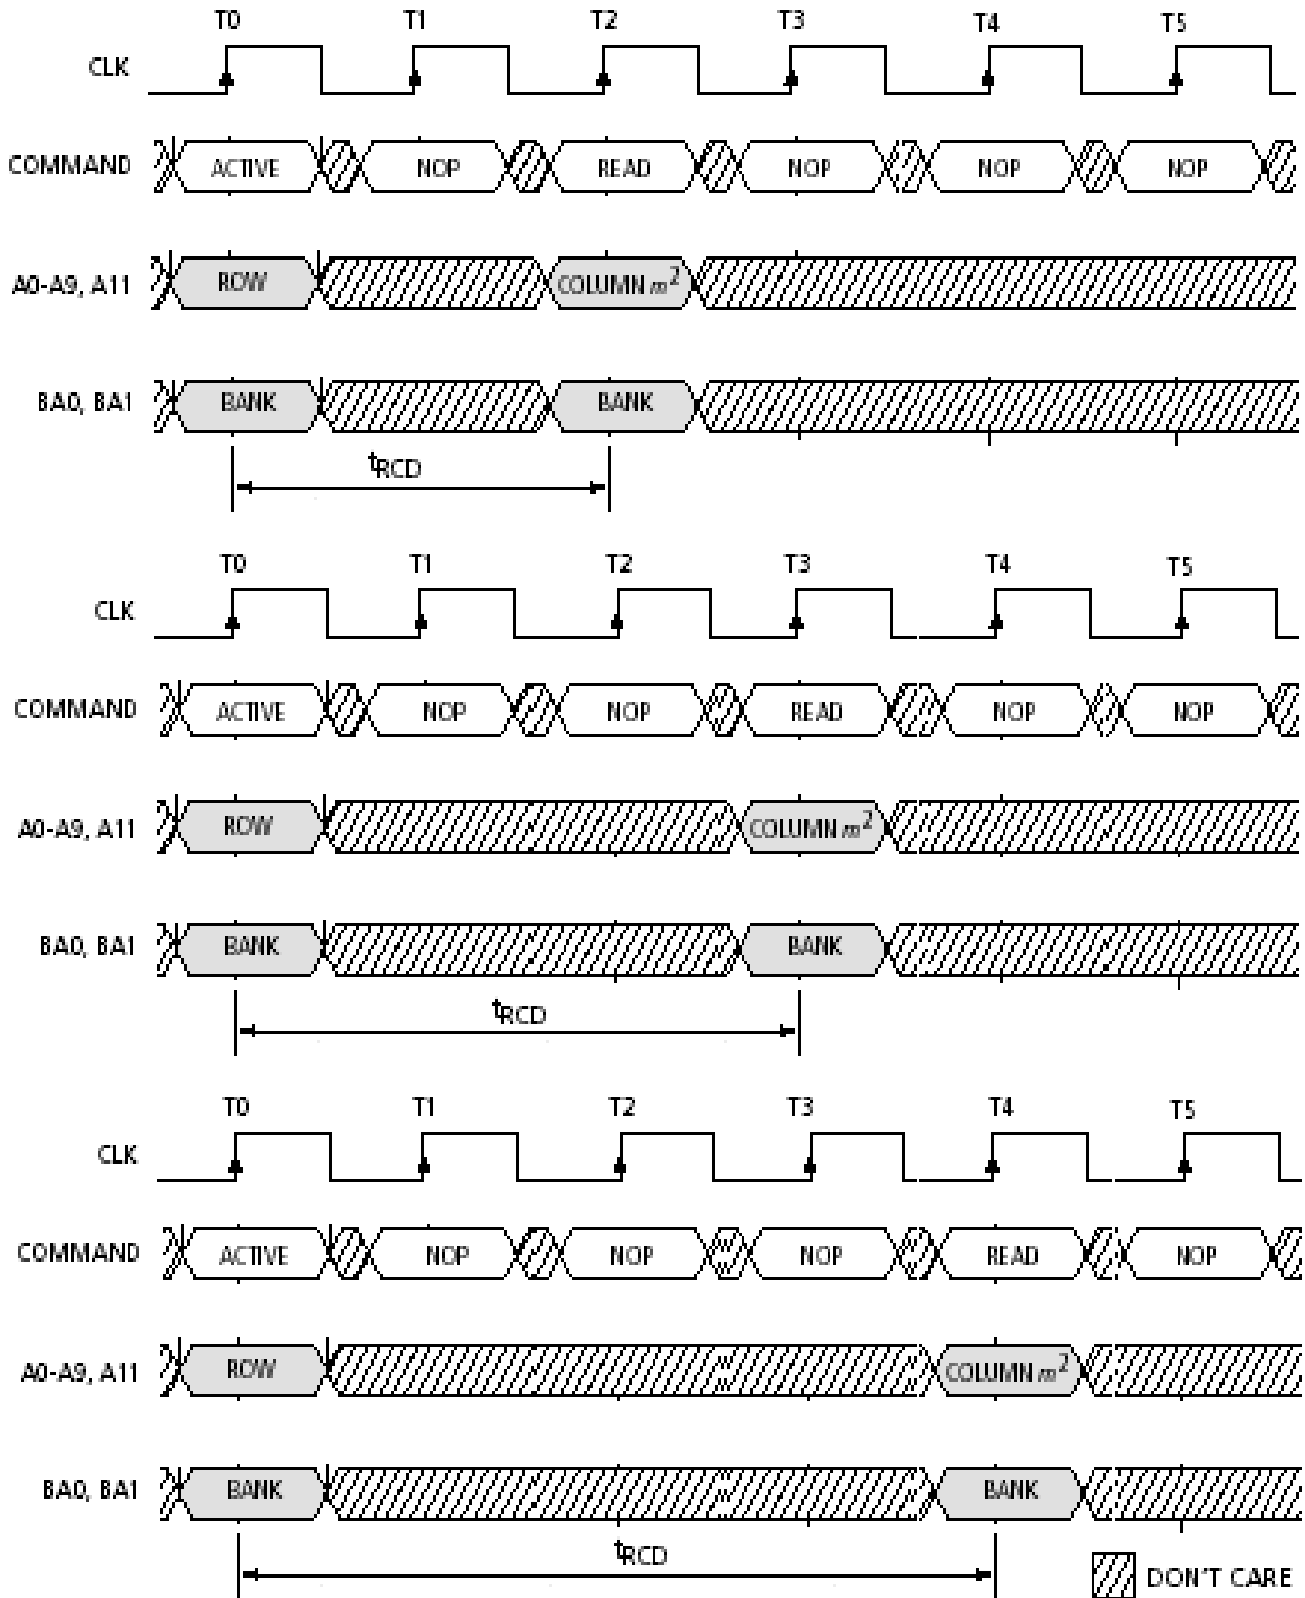 T0 T1 T2 T3 T4 T5
CLK
COMMAND ACTIVE NOP READ NOP NOP NOP
A0-A9, A11 ROW COLUMN m²
BA0, BA1 BANK BANK
tRCD
T0 T1 T2 T3 T4 T5
CLK
COMMAND ACTIVE NOP NOP READ NOP NOP
A0-A9, A11 ROW COLUMN m²
BA0, BA1 BANK BANK
tRCD
T0 T1 T2 T3 T4 T5
CLK
COMMAND ACTIVE NOP NOP NOP READ NOP
A0-A9, A11 ROW COLUMN m²
BA0, BA1 BANK BANK
tRCD
DON'T CARE